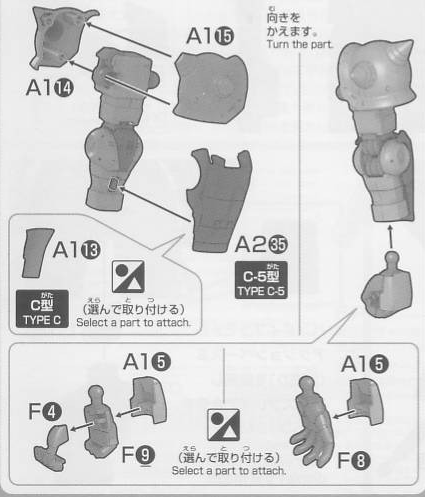 A1⑮
A1⑭
向きを
かえます。
Turn the part.
A1⑬
C型
TYPE C
(選んで取り付ける)
Select a part to attach.
A2㉟
C-5型
TYPE C-5
A1❺
F❹
F❾
(選んで取り付ける)
Select a part to attach.
A1❺
F❽